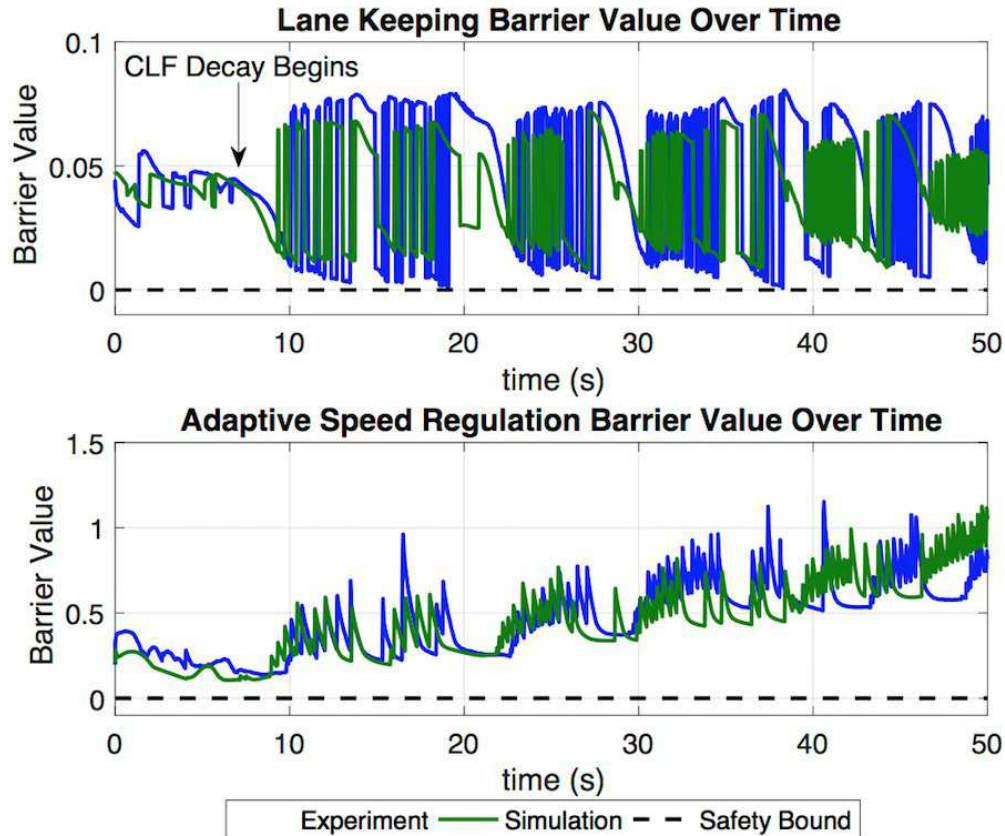 Lane Keeping Barrier Value Over Time
0.1
CLF Decay Begins
0.05
Barrier Value
0
0 10 20 30 40 50
time (s)
Adaptive Speed Regulation Barrier Value Over Time
1.5
1
0.5
Barrier Value
0
0 10 20 30 40 50
time (s)
Experiment Simulation Safety Bound